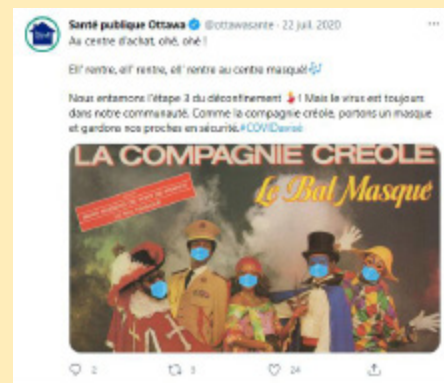 Santé publique Ottawa @ottawasante · 22 juil. 2020
Au centre d'achat, ohé, ohé !
Ell' rentre, ell' rentre, ell' rentre au centre masqué!
Nous entamons l'étape 3 du déconfinement ! Mais le virus est toujours
dans notre communauté. Comme la compagnie créole, portons un masque
et gardons nos proches en sécurité.
LA COMPAGNIE CREOLE
Le Bal Masqué
2 3 24